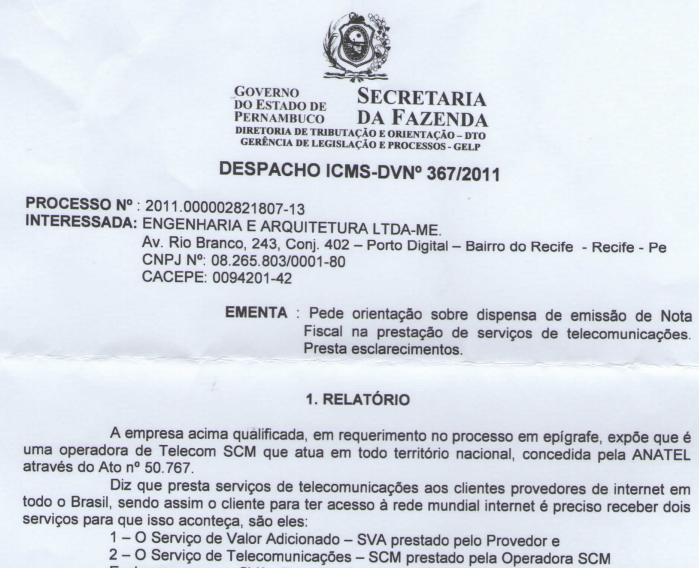 GOVERNO
DO ESTADO DE
PERNAMBUCO
SECRETARIA
DA FAZENDA
DIRETORIA DE TRIBUTAÇÃO E ORIENTAÇÃO – DTO
GERÊNCIA DE LEGISLAÇÃO E PROCESSOS - GELP
DESPACHO ICMS-DVNº 367/2011
PROCESSO Nº : 2011.000002821807-13
INTERESSADA: ENGENHARIA E ARQUITETURA LTDA-ME.
Av. Rio Branco, 243, Conj. 402 – Porto Digital – Bairro do Recife - Recife - Pe
CNPJ Nº: 08.265.803/0001-80
CACEPE: 0094201-42
EMENTA : Pede orientação sobre dispensa de emissão de Nota
Fiscal na prestação de serviços de telecomunicações.
Presta esclarecimentos.
1. RELATÓRIO
A empresa acima qualificada, em requerimento no processo em epígrafe, expõe que é
uma operadora de Telecom SCM que atua em todo território nacional, concedida pela ANATEL
através do Ato nº 50.767.
Diz que presta serviços de telecomunicações aos clientes provedores de internet em
todo o Brasil, sendo assim o cliente para ter acesso à rede mundial internet é preciso receber dois
serviços para que isso aconteça, são eles:
1 – O Serviço de Valor Adicionado – SVA prestado pelo Provedor e
2 – O Serviço de Telecomunicações – SCM prestado pela Operadora SCM